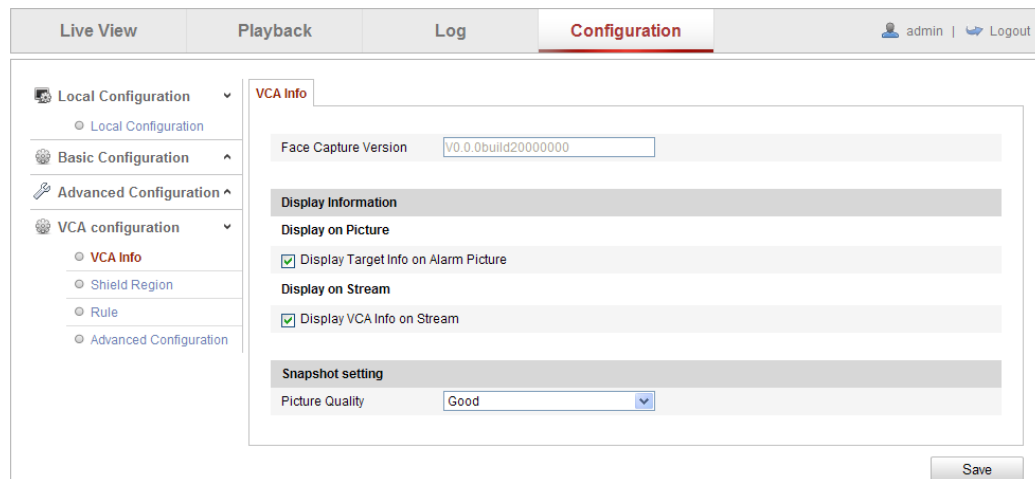 Live View Playback Log Configuration admin | Logout
Local Configuration
Local Configuration
Basic Configuration
Advanced Configuration
VCA configuration
VCA Info
Shield Region
Rule
Advanced Configuration
VCA Info
Face Capture Version V0.0.0build20000000
Display Information
Display on Picture
Display Target Info on Alarm Picture
Display on Stream
Display VCA Info on Stream
Snapshot setting
Picture Quality Good
Save